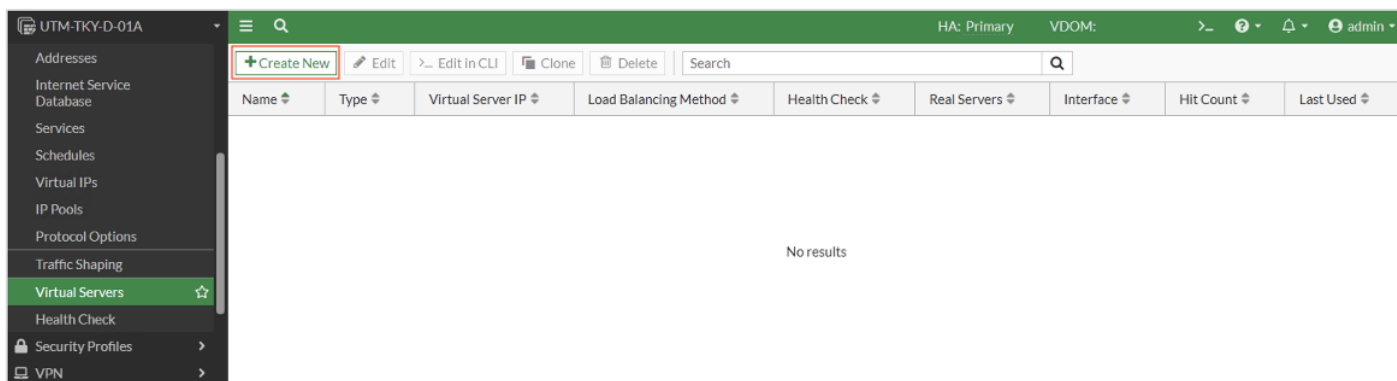 UTM-TKY-D-01A
HA: Primary VDOM: >_ admin
Addresses
+Create New Edit >_ Edit in CLI Clone Delete Search
Internet Service
Database
Name Type Virtual Server IP Load Balancing Method Health Check Real Servers Interface Hit Count Last Used
Services
Schedules
Virtual IPs
IP Pools
Protocol Options
No results
Traffic Shaping
Virtual Servers
Health Check
Security Profiles
VPN